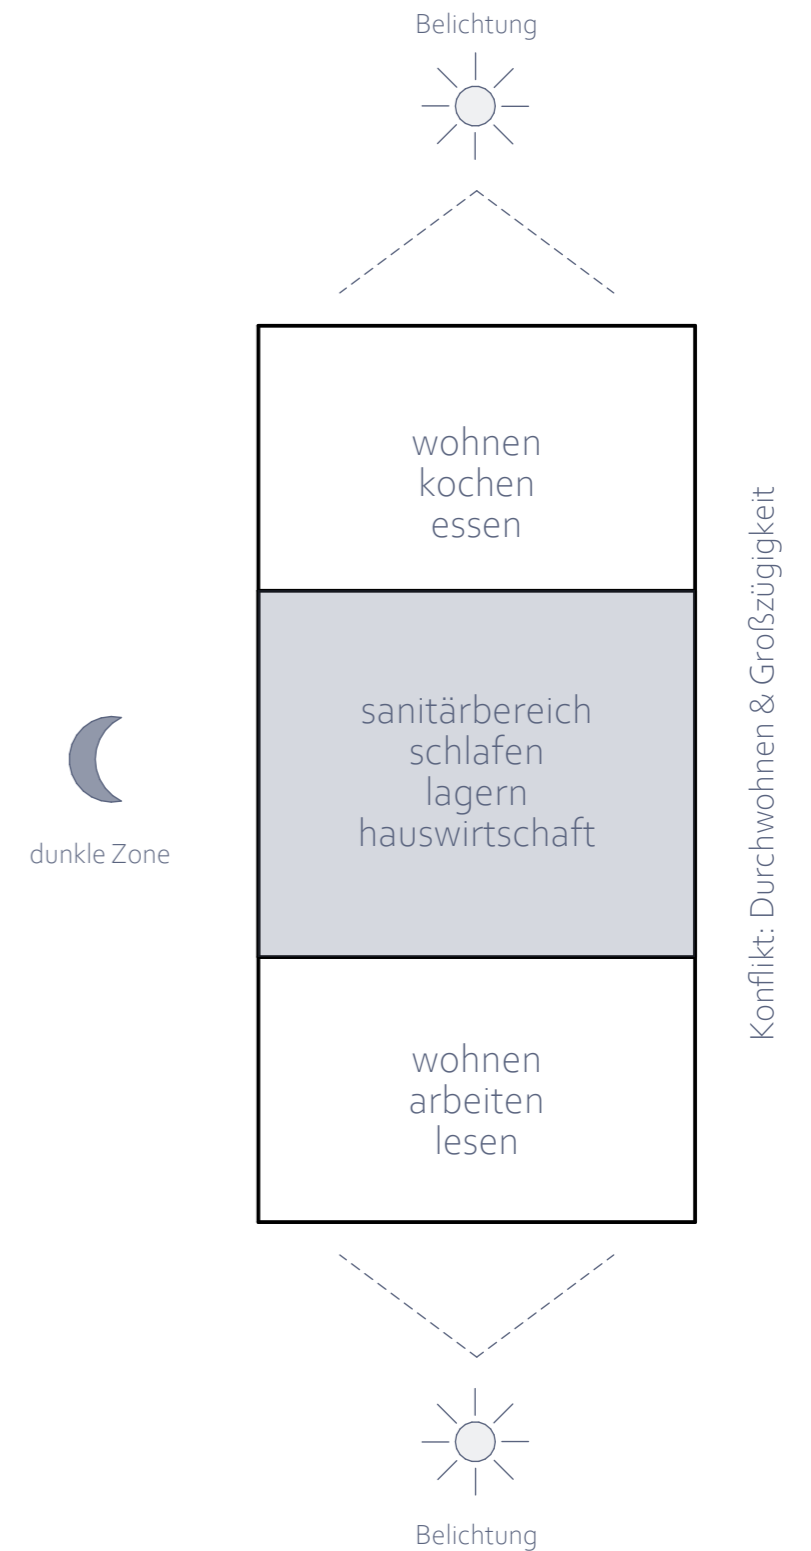 Belichtung
wohnen
kochen
essen
sanitärbereich
schlafen
lagern
hauswirtschaft
dunkle Zone
Konflikt: Durchwohnen & Großzügigkeit
wohnen
arbeiten
lesen
Belichtung